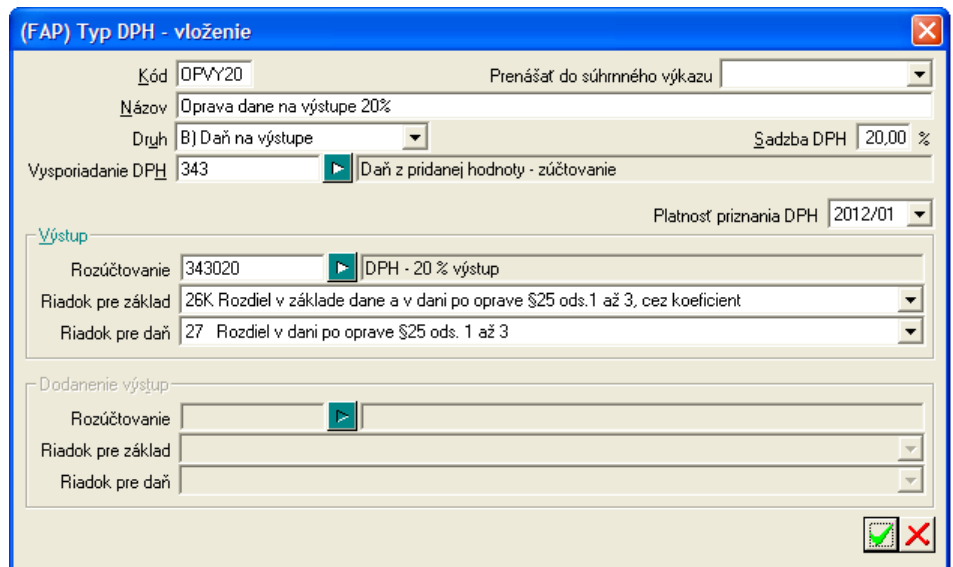 (FAP) Typ DPH - vloženie
Kód OPVY20 Prenášať do súhrnného výkazu
Názov Oprava dane na výstupe 20%
Druh B) Daň na výstupe Sadzba DPH 20,00 %
Vysporiadanie DPH 343 Daň z pridanej hodnoty - zúčtovanie
Platnosť priznania DPH 2012/01
Výstup
Rozúčtovanie 343020 DPH - 20 % výstup
Riadok pre základ 26K Rozdiel v základe dane a v dani po oprave §25 ods.1 až 3, cez koeficient
Riadok pre daň 27 Rozdiel v dani po oprave §25 ods. 1 až 3
Dodanenie výstup
Rozúčtovanie
Riadok pre základ
Riadok pre daň